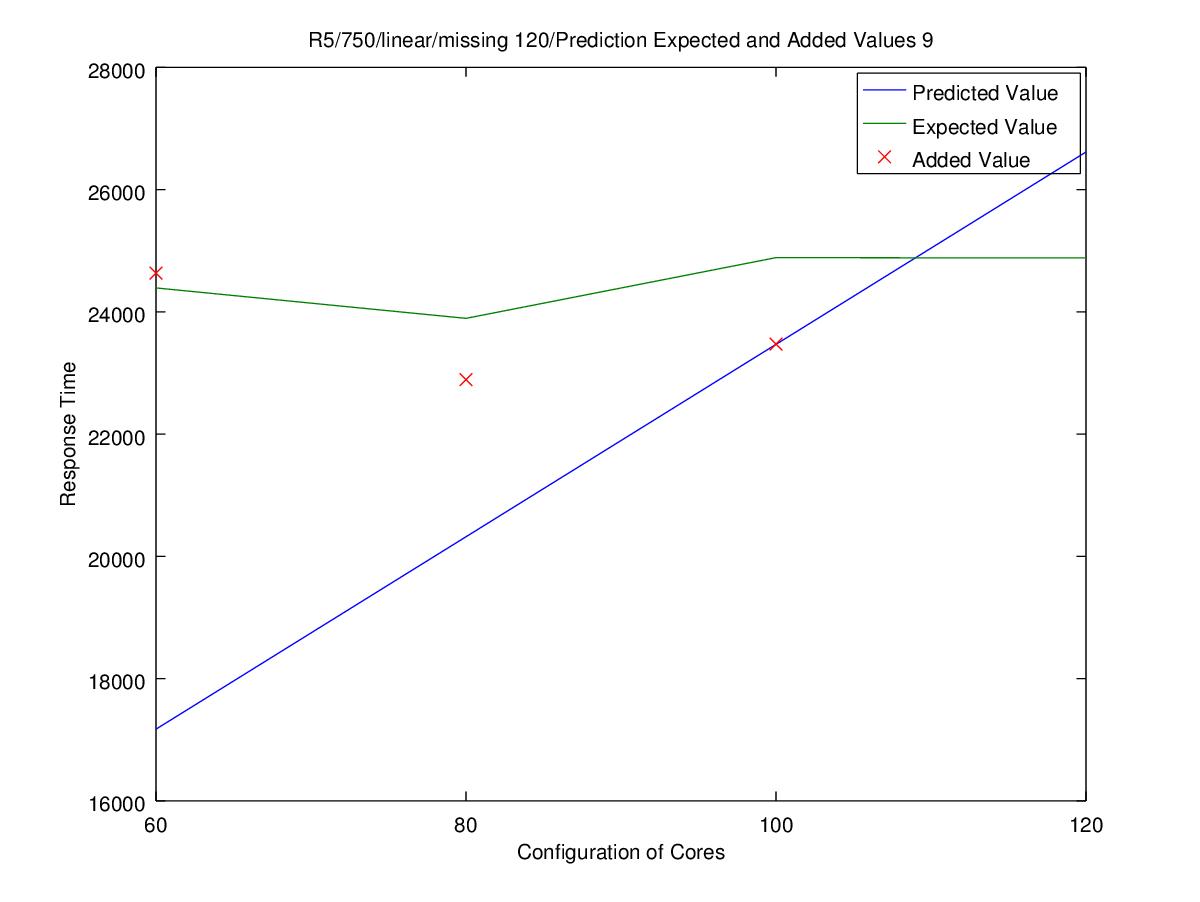 R5/750/linear/missing 120/Prediction Expected and Added Values 9
28000
26000
24000
22000
20000
18000
16000
Response Time
Predicted Value
Expected Value
Added Value
60
80
100
120
Configuration of Cores